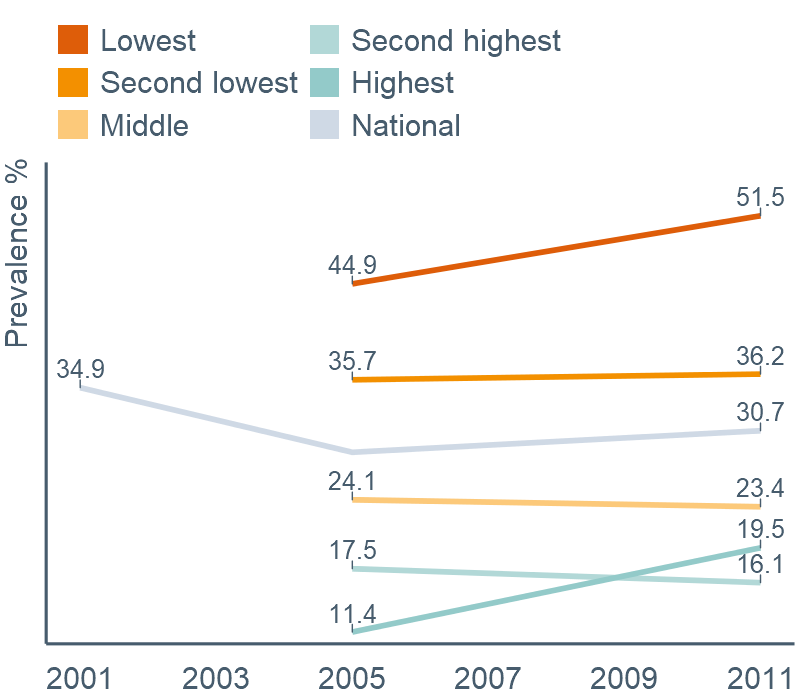 Lowest
Second lowest
Middle
Second highest
Highest
National
Prevalence %
51.5
44.9
34.9
35.7
36.2
30.7
24.1
23.4
19.5
17.5
16.1
11.4
2001 2003 2005 2007 2009 2011